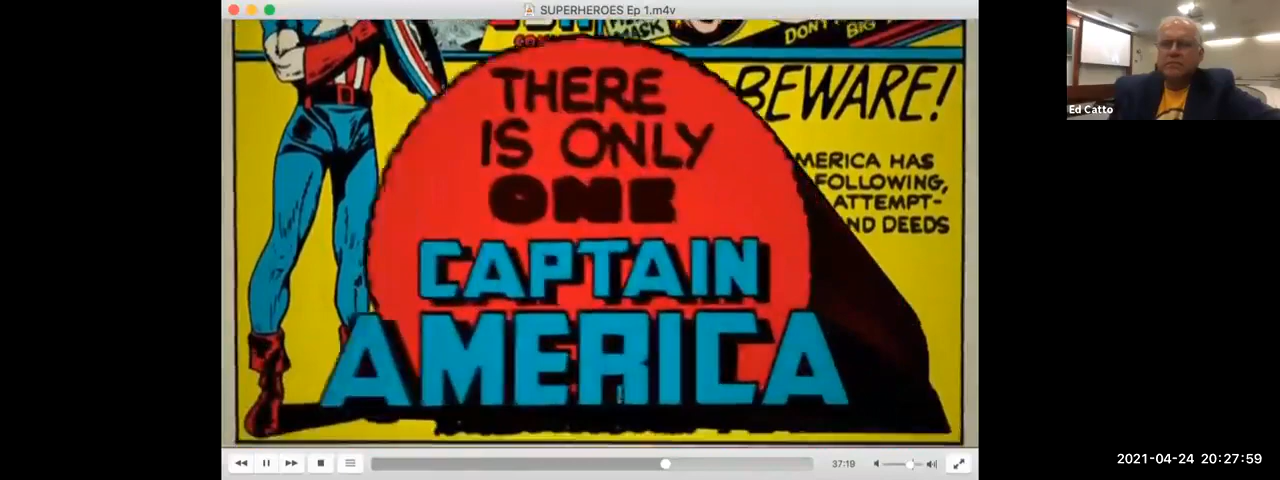 SUPERHEROES Ep 1.m4v
WHACK
DON'T
BIG
THERE
IS ONLY
ONE
CAPTAIN
AMERICA
BEWARE!
MERICA HAS
FOLLOWING,
ATTEMPT-
ND DEEDS
Ed Catto
37:19
2021-04-24 20:27:59